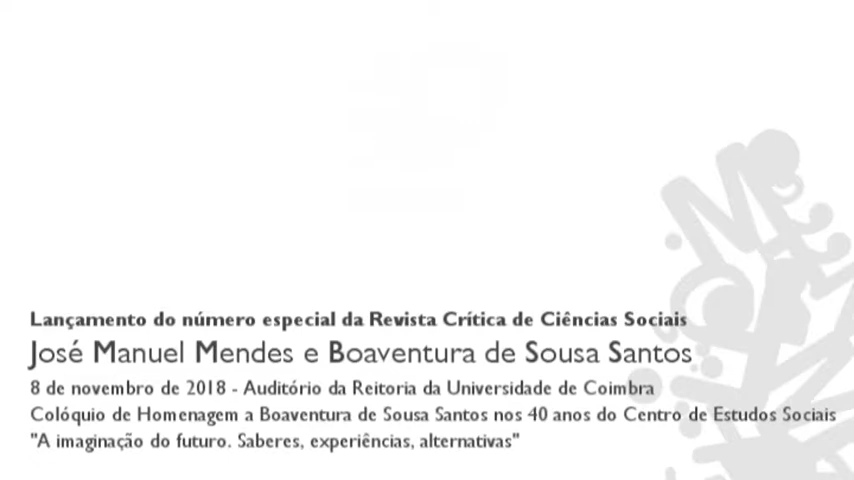 Lançamento do número especial da Revista Crítica de Ciências Sociais
José Manuel Mendes e Boaventura de Sousa Santos
8 de novembro de 2018 - Auditório da Reitoria da Universidade de Coimbra
Colóquio de Homenagem a Boaventura de Sousa Santos nos 40 anos do Centro de Estudos Sociais
"A imaginação do futuro. Saberes, experiências, alternativas"